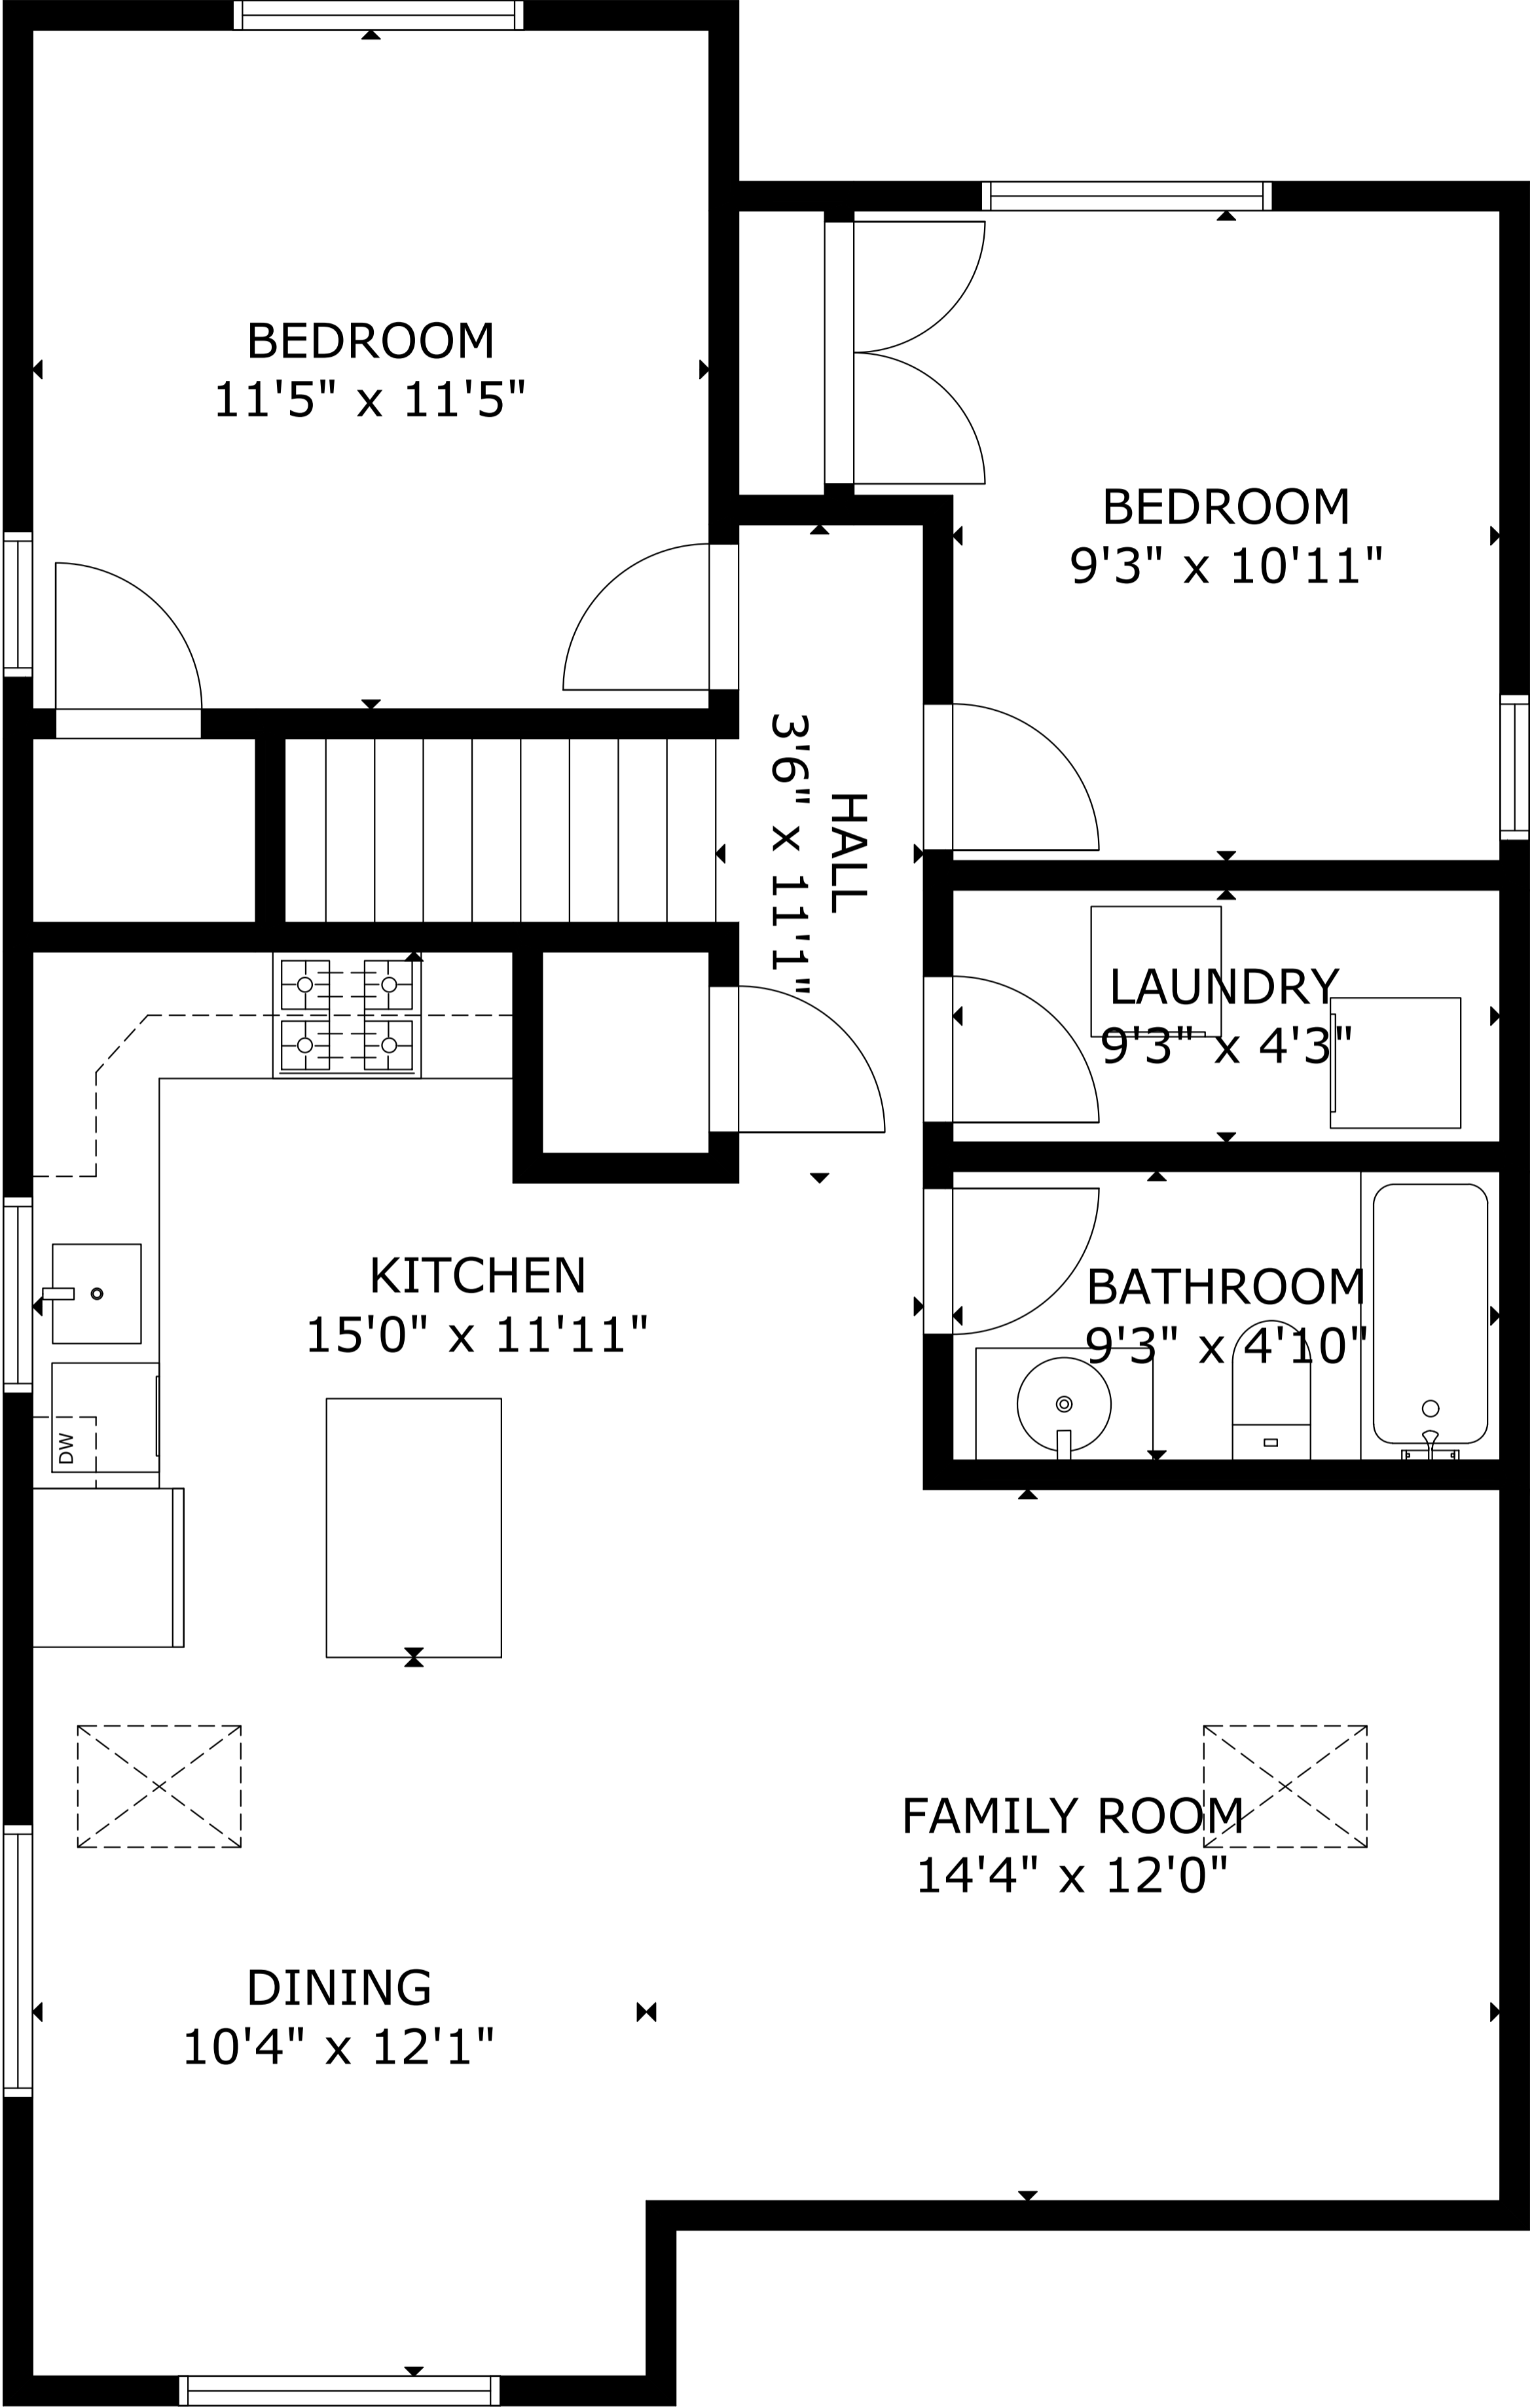 BEDROOM
11'5" x 11'5"
BEDROOM
9'3" x 10'11"
HALL
3'6" x 11'1"
LAUNDRY
9'3" x 4'3"
KITCHEN
15'0" x 11'11"
BATHROOM
9'3" x 4'10"
DW
FAMILY ROOM
14'4" x 12'0"
DINING
10'4" x 12'1"